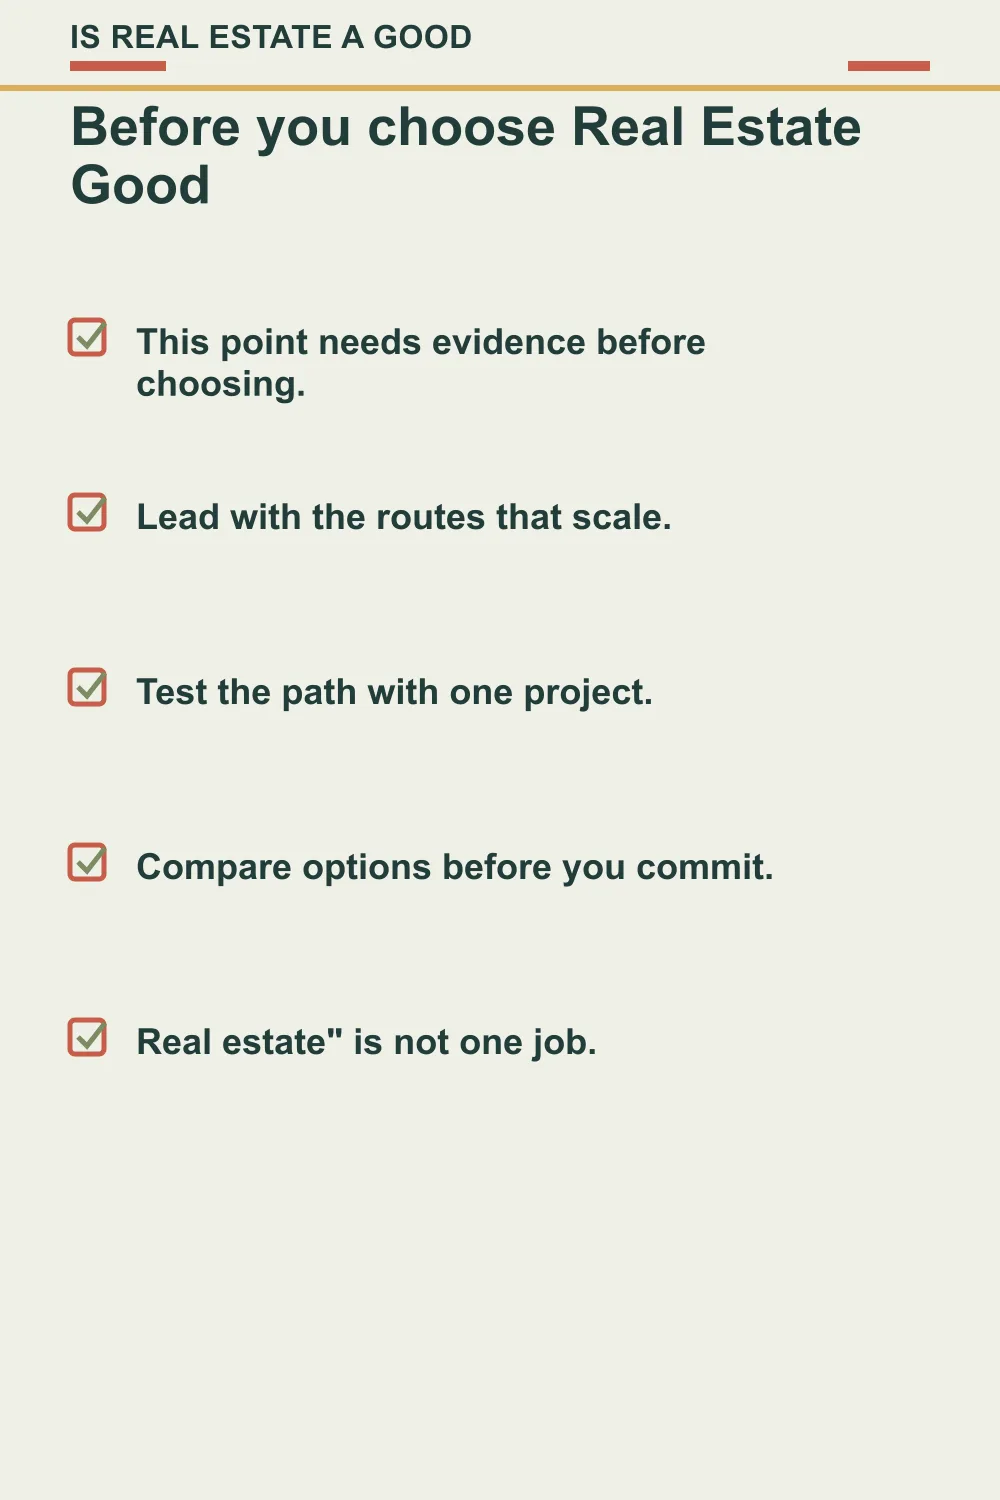 IS REAL ESTATE A GOOD
Before you choose Real Estate
Good
This point needs evidence before
choosing.
Lead with the routes that scale.
Test the path with one project.
Compare options before you commit.
Real estate" is not one job.